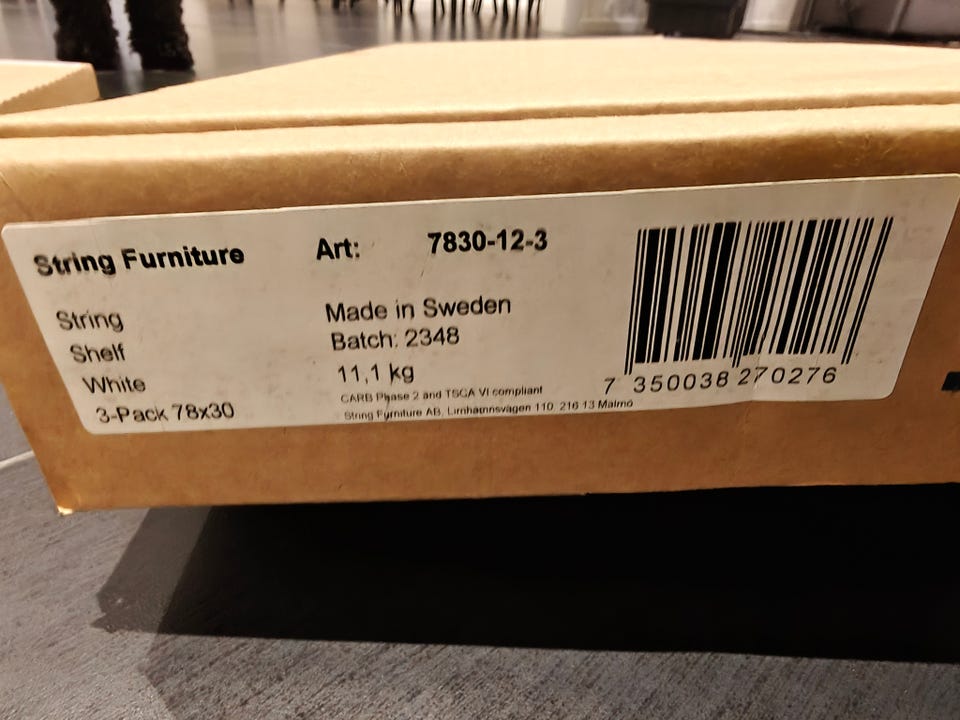 String Furniture
Art: 7830-12-3
String
Shelf
White
3-Pack 78x30
Made in Sweden
Batch: 2348
11,1 kg
CARB Phase 2 and TSCA VI compliant
String Furniture AB, Limhamnsvägen 110, 216 13 Malmö
7 350038 270276